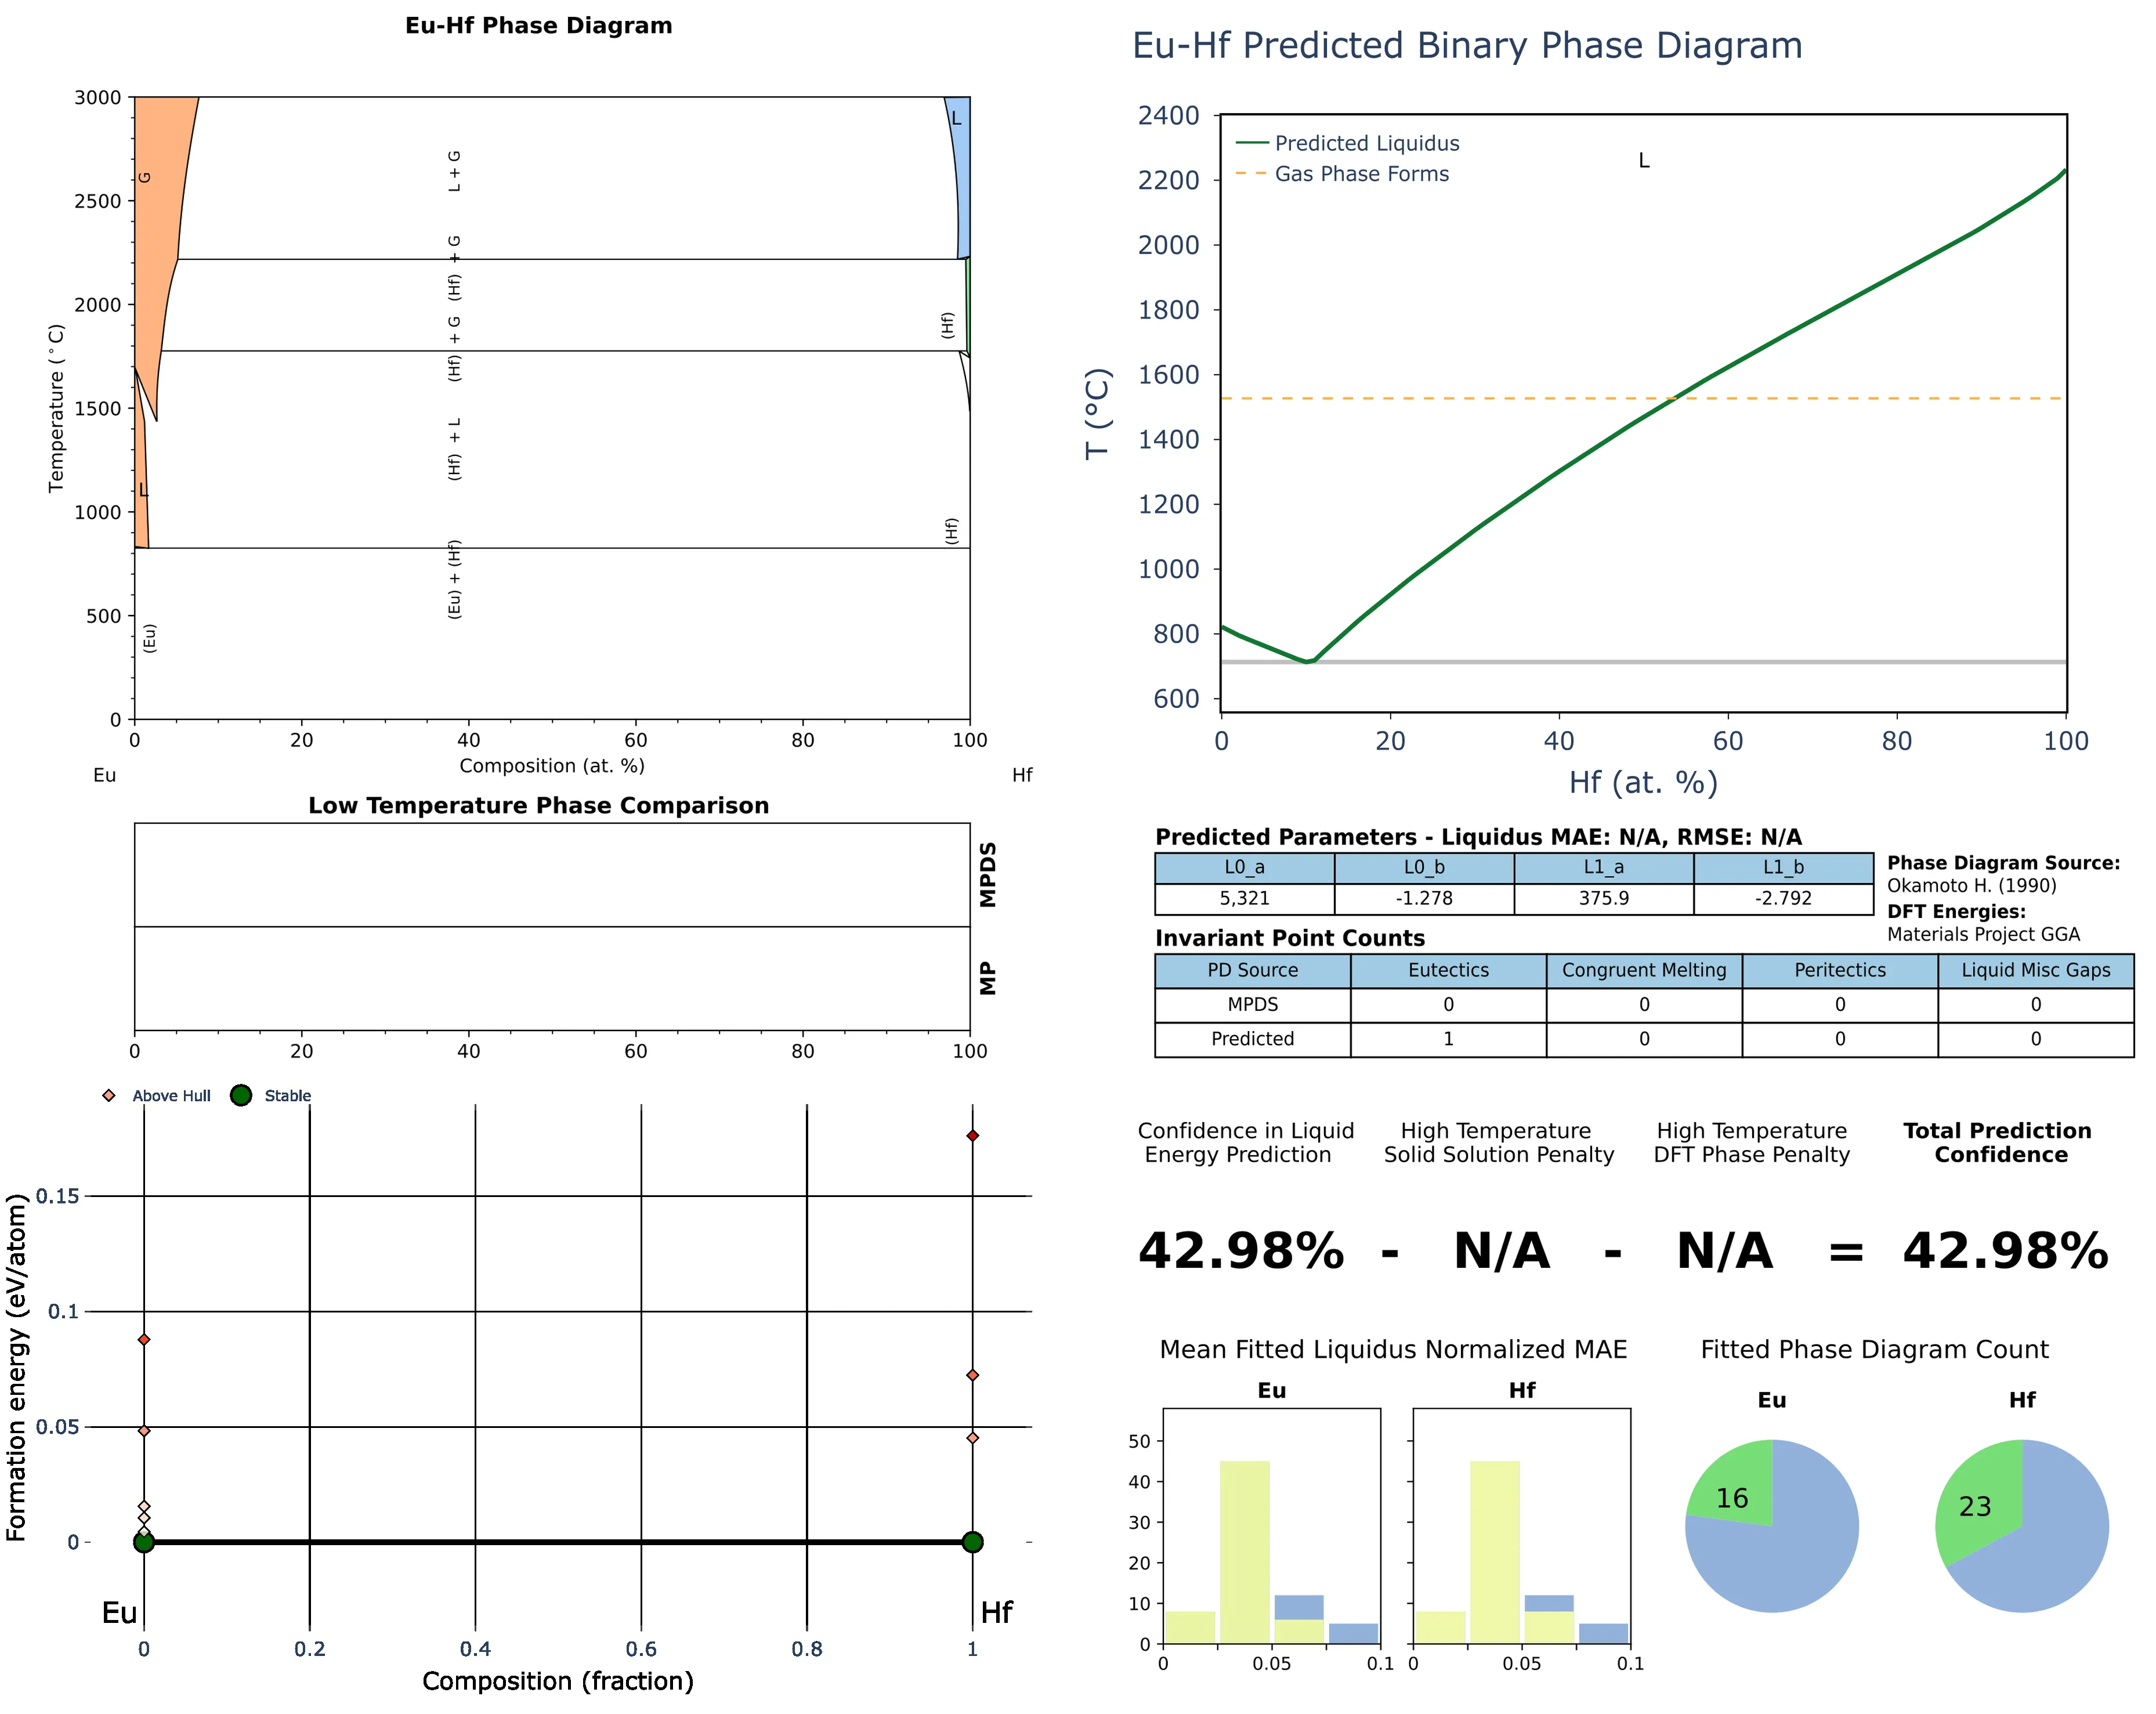 Eu-Hf Phase Diagram
3000
2500
2000
1500
1000
500
0
Temperature (°C)
G
L + G
L
(Hf) + G
(Hf)
(Hf) + G
(Hf) + L
L
(Hf)
(Eu) + (Hf)
(Eu)
0 20 40 60 80 100
Composition (at. %)
Eu Hf
Low Temperature Phase Comparison
MPDS
MP
0 20 40 60 80 100
Above Hull Stable
0.15
0.1
0.05
0
Formation energy (eV/atom)
Eu Hf
0 0.2 0.4 0.6 0.8 1
Composition (fraction)
Eu-Hf Predicted Binary Phase Diagram
2400
2200
2000
1800
1600
1400
1200
1000
800
600
T (°C)
Predicted Liquidus
Gas Phase Forms
L
0 20 40 60 80 100
Hf (at. %)
Predicted Parameters - Liquidus MAE: N/A, RMSE: N/A
L0_a L0_b L1_a L1_b
5,321 -1.278 375.9 -2.792
Phase Diagram Source:
Okamoto H. (1990)
DFT Energies:
Materials Project GGA
Invariant Point Counts
PD Source Eutectics Congruent Melting Peritectics Liquid Misc Gaps
MPDS 0 0 0 0
Predicted 1 0 0 0
Confidence in Liquid
Energy Prediction
High Temperature
Solid Solution Penalty
High Temperature
DFT Phase Penalty
Total Prediction
Confidence
42.98% - N/A - N/A = 42.98%
Mean Fitted Liquidus Normalized MAE
Eu Hf
50
40
30
20
10
0
0 0.05 0.1
0 0.05 0.1
Fitted Phase Diagram Count
Eu Hf
16 23